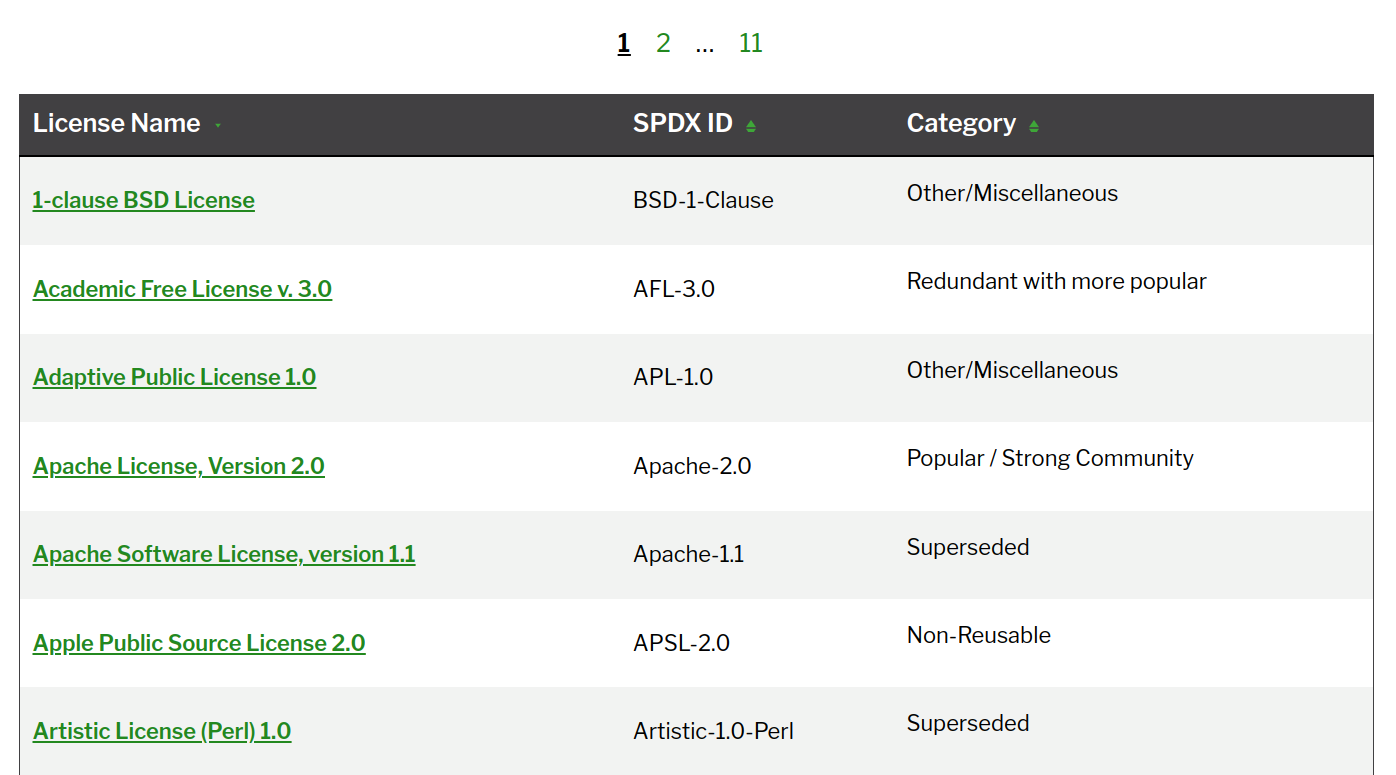 1 2 ... 11
License Name SPDX ID Category
1-clause BSD License BSD-1-Clause Other/Miscellaneous
Academic Free License v. 3.0 AFL-3.0 Redundant with more popular
Adaptive Public License 1.0 APL-1.0 Other/Miscellaneous
Apache License, Version 2.0 Apache-2.0 Popular / Strong Community
Apache Software License, version 1.1 Apache-1.1 Superseded
Apple Public Source License 2.0 APSL-2.0 Non-Reusable
Artistic License (Perl) 1.0 Artistic-1.0-Perl Superseded